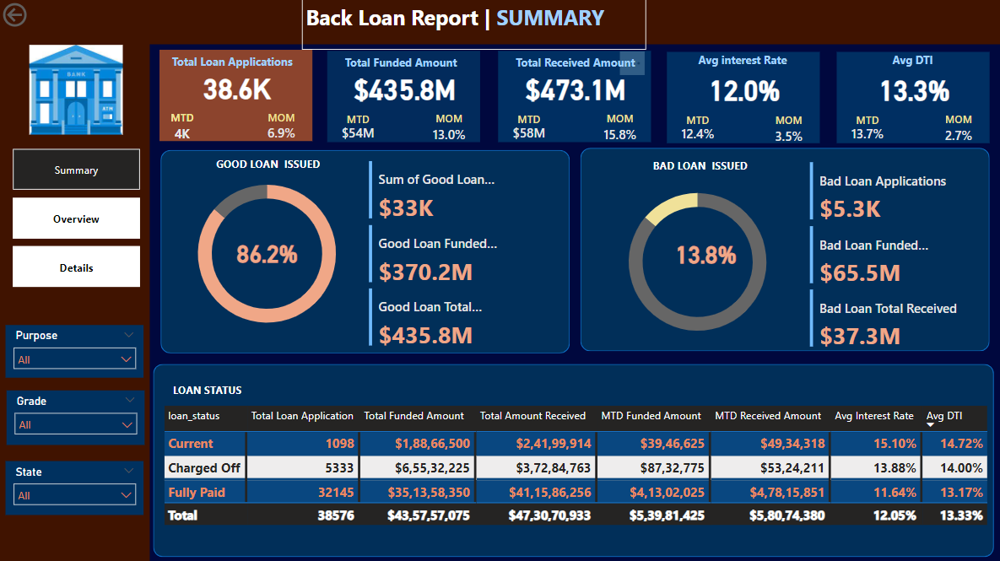 Back Loan Report | SUMMARY
BANK
ATM
Total Loan Applications
38.6K
MTD MOM
4K 6.9%
Total Funded Amount
$435.8M
MTD MOM
$54M 13.0%
Total Received Amount
$473.1M
MTD MOM
$58M 15.8%
Avg interest Rate
12.0%
MTD MOM
12.4% 3.5%
Avg DTI
13.3%
MTD MOM
13.7% 2.7%
Summary
Overview
Details
Purpose
All
Grade
All
State
All
GOOD LOAN ISSUED
86.2%
Sum of Good Loan...
$33K
Good Loan Funded...
$370.2M
Good Loan Total...
$435.8M
BAD LOAN ISSUED
13.8%
Bad Loan Applications
$5.3K
Bad Loan Funded...
$65.5M
Bad Loan Total Received
$37.3M
LOAN STATUS
loan_status Total Loan Application Total Funded Amount Total Amount Received MTD Funded Amount MTD Received Amount Avg Interest Rate Avg DTI
Current 1098 $1,88,66,500 $2,41,99,914 $39,46,625 $49,34,318 15.10% 14.72%
Charged Off 5333 $6,55,32,225 $3,72,84,763 $87,32,775 $53,24,211 13.88% 14.00%
Fully Paid 32145 $35,13,58,350 $41,15,86,256 $4,13,02,025 $4,78,15,851 11.64% 13.17%
Total 38576 $43,57,57,075 $47,30,70,933 $5,39,81,425 $5,80,74,380 12.05% 13.33%